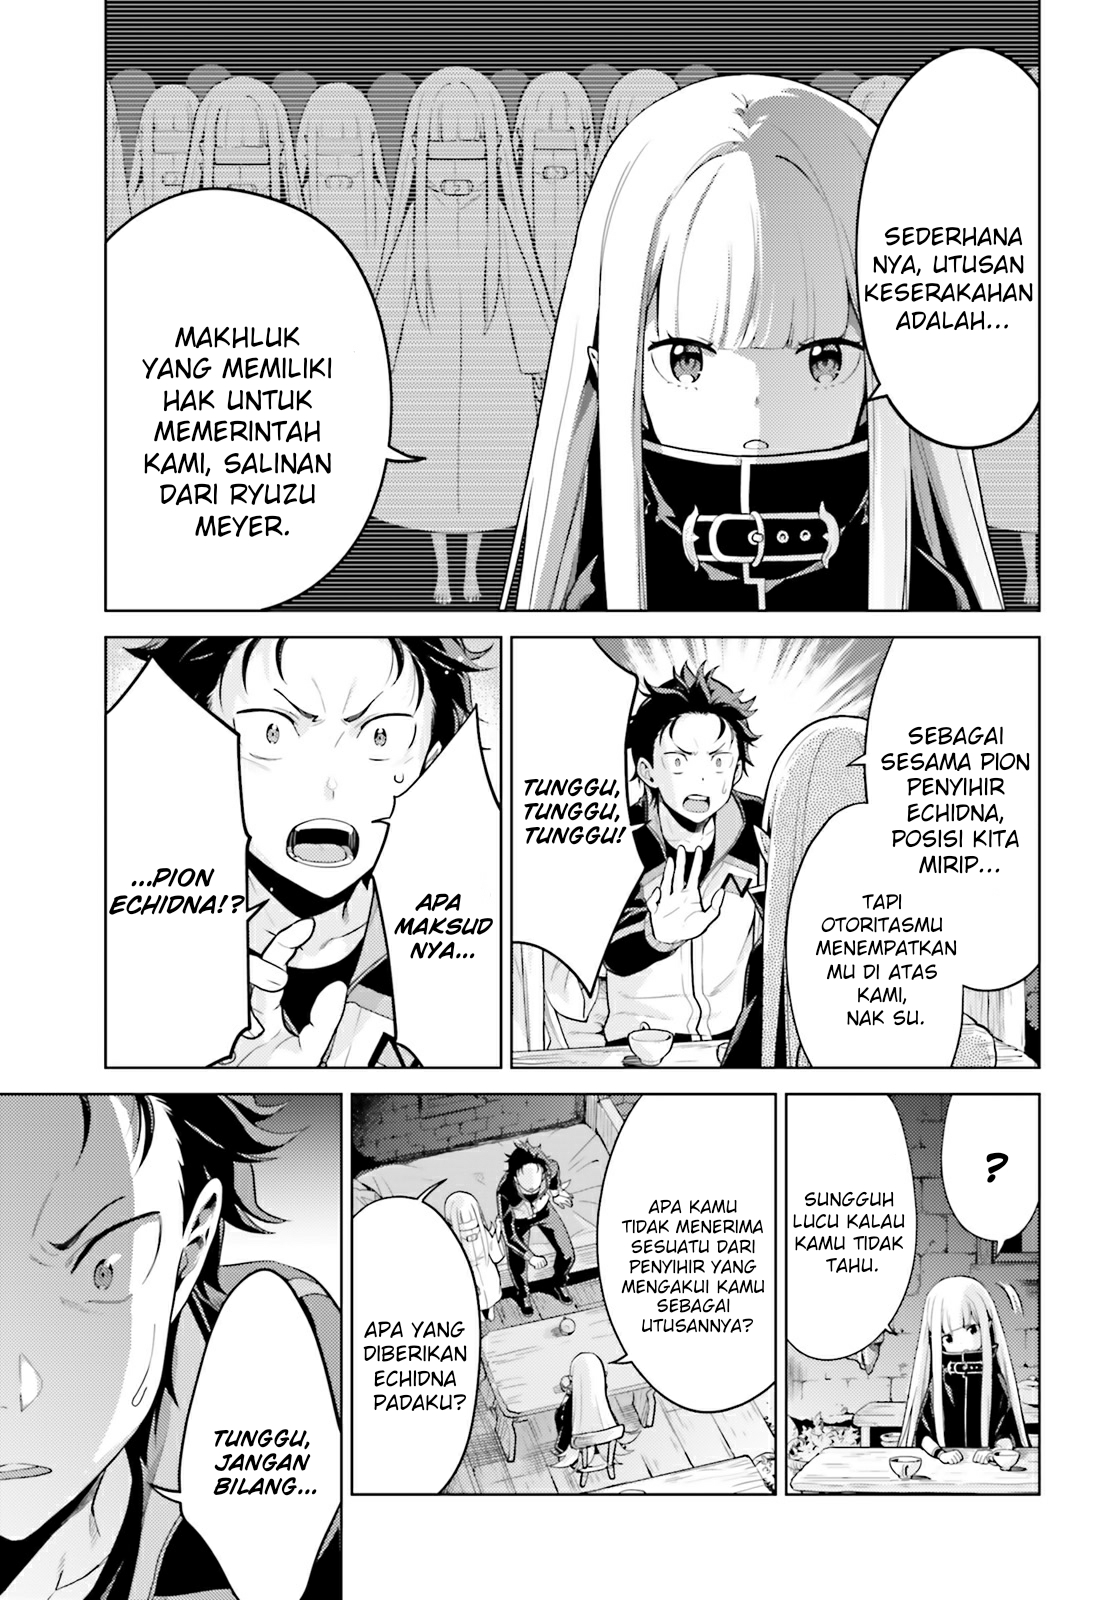 SEDERHANA
NYA, UTUSAN
KESERAKAHAN
ADALAH...
MAKHLUK
YANG MEMILIKI
HAK UNTUK
MEMERINTAH
KAMI, SALINAN
DARI RYUZU
MEYER.
SEBAGAI
SESAMA PION
PENYIHIR
ECHIDNA,
POSISI KITA
MIRIP...
TAPI
OTORITASMU
MENEMPATKAN
MU DI ATAS
KAMI,
NAK SU.
TUNGGU,
TUNGGU,
TUNGGU!
APA
MAKSUD
NYA...
...PION
ECHIDNA!?
?
SUNGGUH
LUCU KALAU
KAMU TIDAK
TAHU.
APA KAMU
TIDAK MENERIMA
SESUATU DARI
PENYIHIR YANG
MENGAKUI KAMU
SEBAGAI
UTUSANNYA?
APA YANG
DIBERIKAN
ECHIDNA
PADAKU?
TUNGGU,
JANGAN
BILANG...